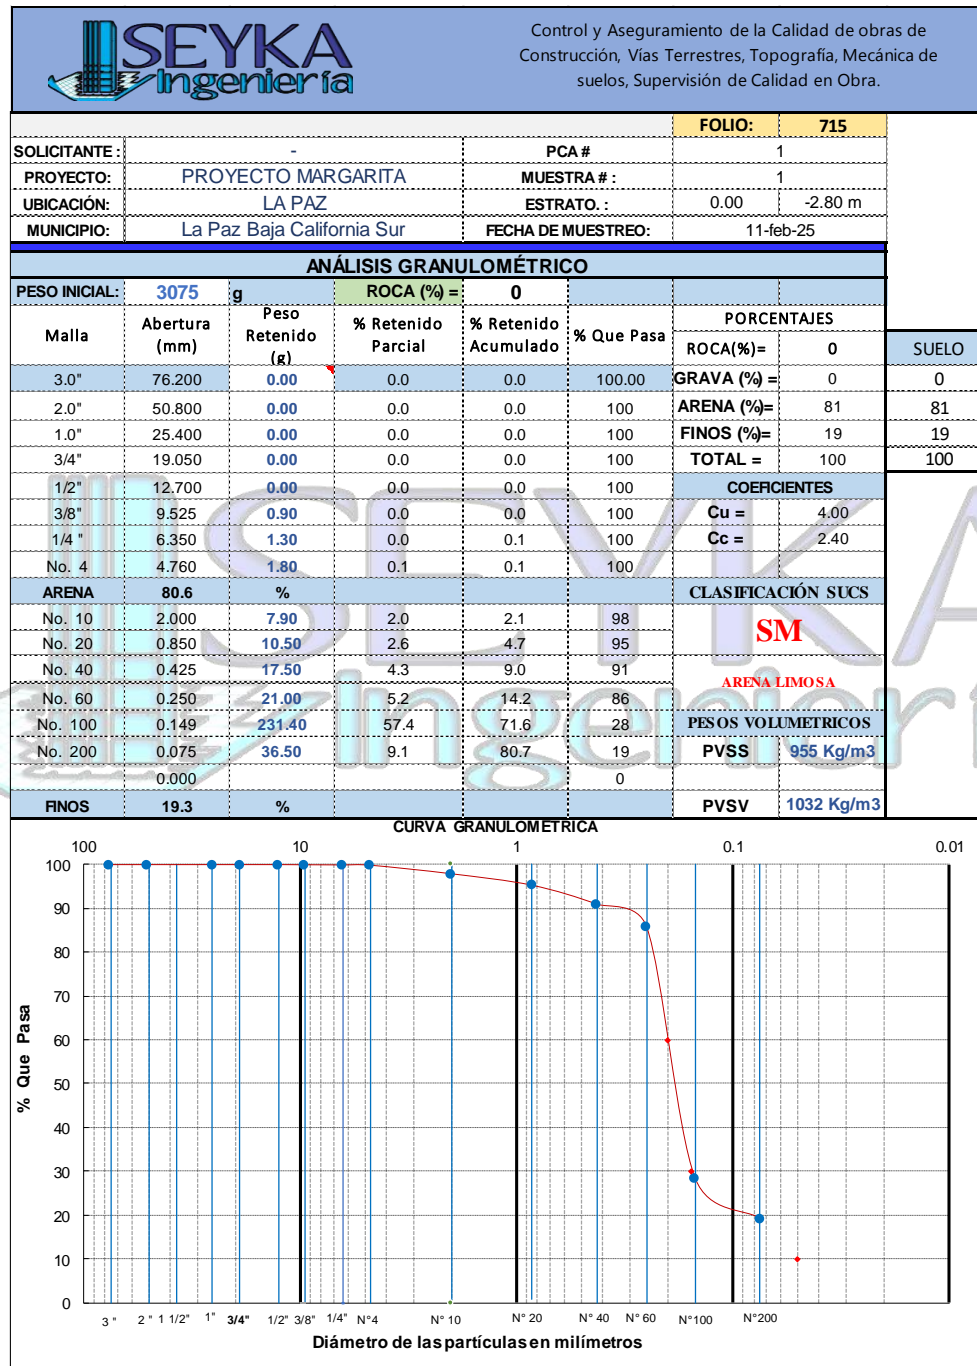 SEYKA
Ingeniería
Control y Aseguramiento de la Calidad de obras de
Construcción, Vías Terrestres, Topografía, Mecánica de
suelos, Supervisión de Calidad en Obra.
FOLIO: 715
SOLICITANTE : - PCA # 1
PROYECTO: PROYECTO MARGARITA MUESTRA # : 1
UBICACIÓN: LA PAZ ESTRATO. : 0.00 -2.80 m
MUNICIPIO: La Paz Baja California Sur FECHA DE MUESTREO: 11-feb-25
ANÁLISIS GRANULOMÉTRICO
PESO INICIAL: 3075 g ROCA (%) = 0
Malla Abertura (mm) Peso Retenido (g) % Retenido Parcial % Retenido Acumulado % Que Pasa PORCENTAJES
ROCA(%)= 0 SUELO
3.0" 76.200 0.00 0.0 0.0 100.00 GRAVA (%) = 0 0
2.0" 50.800 0.00 0.0 0.0 100 ARENA (%)= 81 81
1.0" 25.400 0.00 0.0 0.0 100 FINOS (%)= 19 19
3/4" 19.050 0.00 0.0 0.0 100 TOTAL = 100 100
1/2" 12.700 0.00 0.0 0.0 100 COEFICIENTES
3/8" 9.525 0.90 0.0 0.0 100 Cu = 4.00
1/4 " 6.350 1.30 0.0 0.1 100 Cc = 2.40
No. 4 4.760 1.80 0.1 0.1 100
ARENA 80.6 % CLASIFICACIÓN SUCS
No. 10 2.000 7.90 2.0 2.1 98 SM
No. 20 0.850 10.50 2.6 4.7 95
No. 40 0.425 17.50 4.3 9.0 91 ARENA LIMOSA
No. 60 0.250 21.00 5.2 14.2 86
No. 100 0.149 231.40 57.4 71.6 28 PESOS VOLUMETRICOS
No. 200 0.075 36.50 9.1 80.7 19 PVSS 955 Kg/m3
0.000 0
FINOS 19.3 % PVSV 1032 Kg/m3
SEYKA
Ingeniería
CURVA GRANULOMETRICA
100 10 1 0.1 0.01
100
90
80
70
60
50
40
30
20
10
0
% Que Pasa
3 " 2 " 1 1/2" 1" 3/4" 1/2" 3/8" 1/4" N°4 N° 10 N° 20 N° 40 N° 60 N°100 N°200
Diámetro de las partículas en milímetros